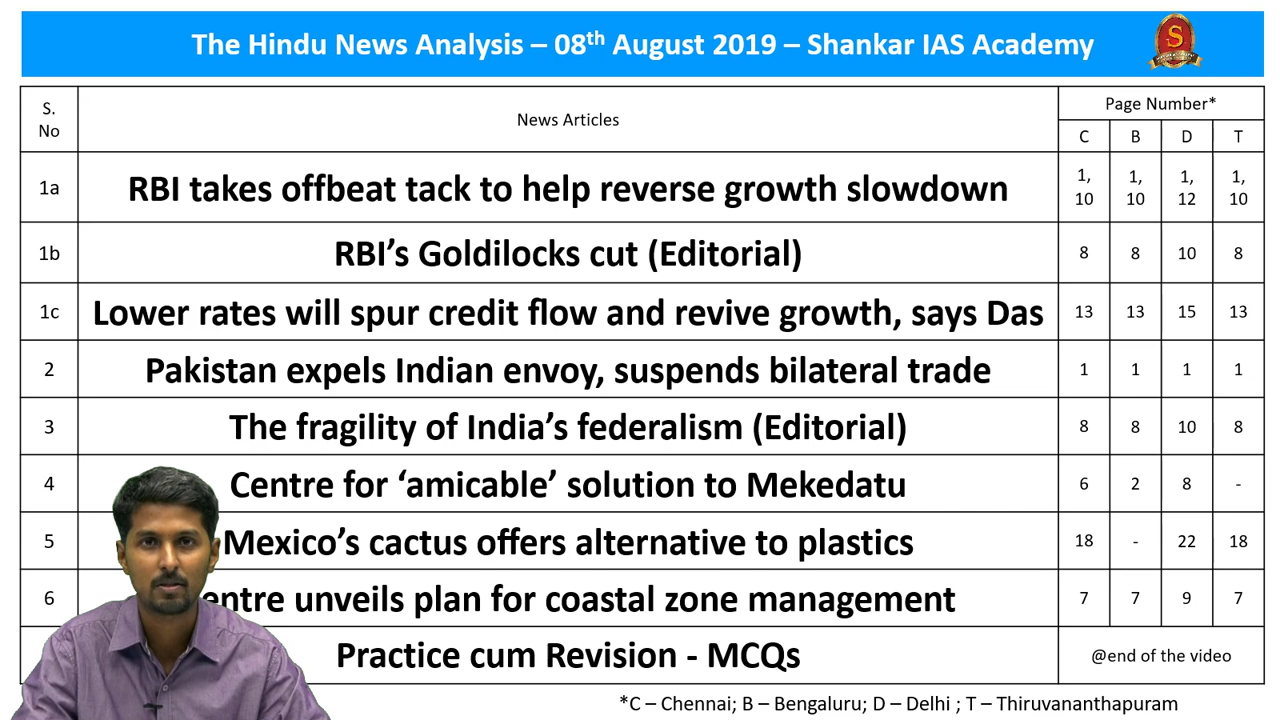 The Hindu News Analysis – 08th August 2019 – Shankar IAS Academy
S
S. No
News Articles
Page Number*
C B D T
1a RBI takes offbeat tack to help reverse growth slowdown 1, 10 1, 10 1, 12 1, 10
1b RBI’s Goldilocks cut (Editorial) 8 8 10 8
1c Lower rates will spur credit flow and revive growth, says Das 13 13 15 13
2 Pakistan expels Indian envoy, suspends bilateral trade 1 1 1 1
3 The fragility of India’s federalism (Editorial) 8 8 10 8
4 Centre for ‘amicable’ solution to Mekedatu 6 2 8 -
5 Mexico’s cactus offers alternative to plastics 18 - 22 18
6 entre unveils plan for coastal zone management 7 7 9 7
Practice cum Revision - MCQs @end of the video
*C – Chennai; B – Bengaluru; D – Delhi ; T – Thiruvananthapuram